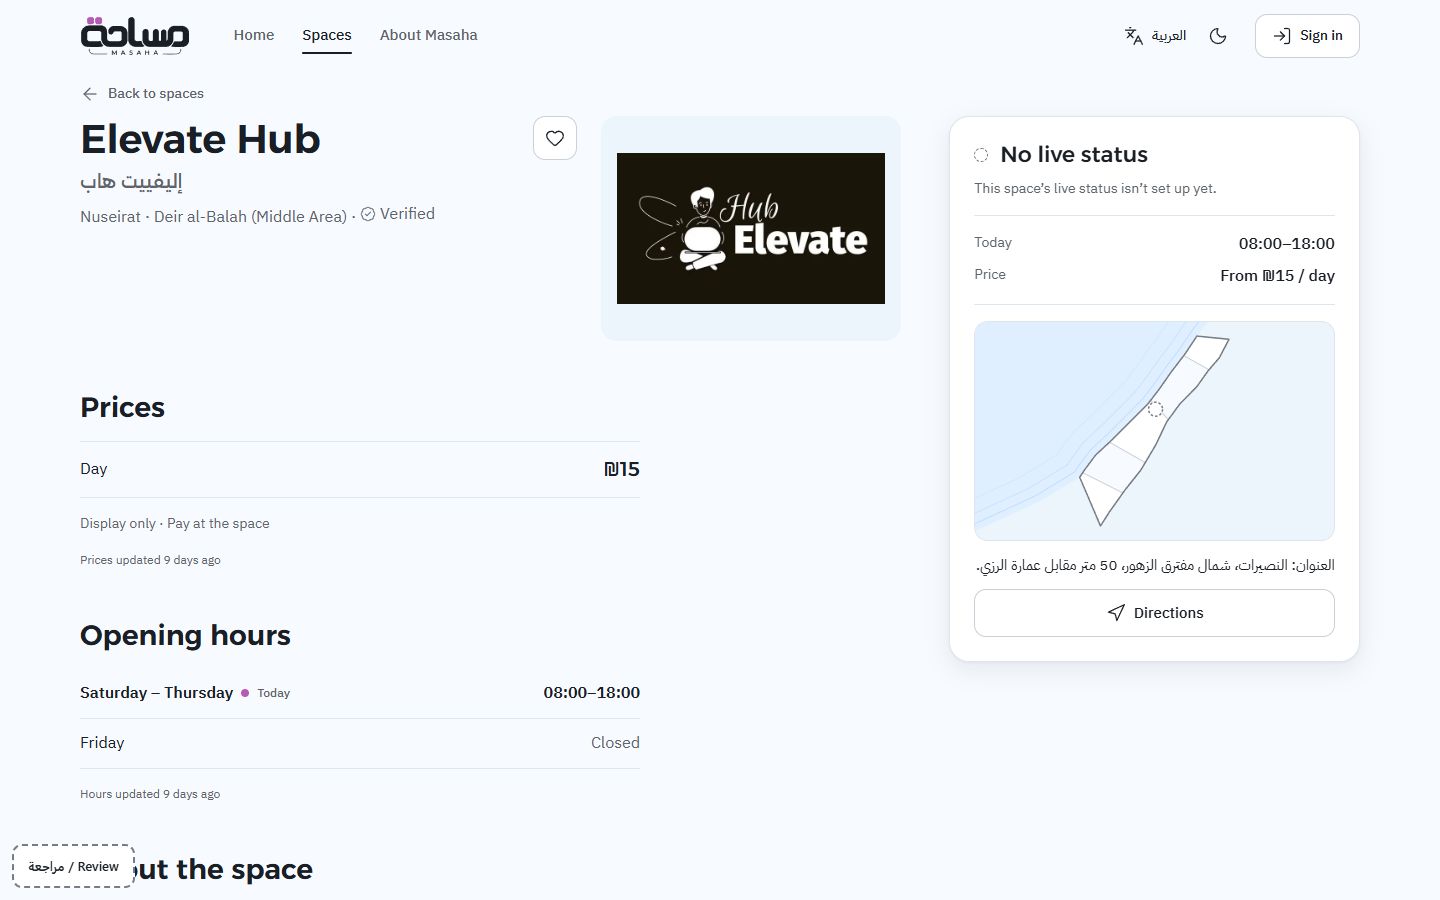 مساحة
MASAHA
Home
Spaces
About Masaha
العربية
Sign in
Back to spaces
Elevate Hub
إليفييت هاب
Nuseirat · Deir al-Balah (Middle Area) · Verified
Hub
Elevate
No live status
This space’s live status isn’t set up yet.
Today 08:00–18:00
Price From ₪15 / day
العنوان: النصيرات، شمال مفترق الزهور، 50 متر مقابل عمارة الرزي.
Directions
Prices
Day ₪15
Display only · Pay at the space
Prices updated 9 days ago
Opening hours
Saturday – Thursday Today 08:00–18:00
Friday Closed
Hours updated 9 days ago
مراجعة / Review
out the space